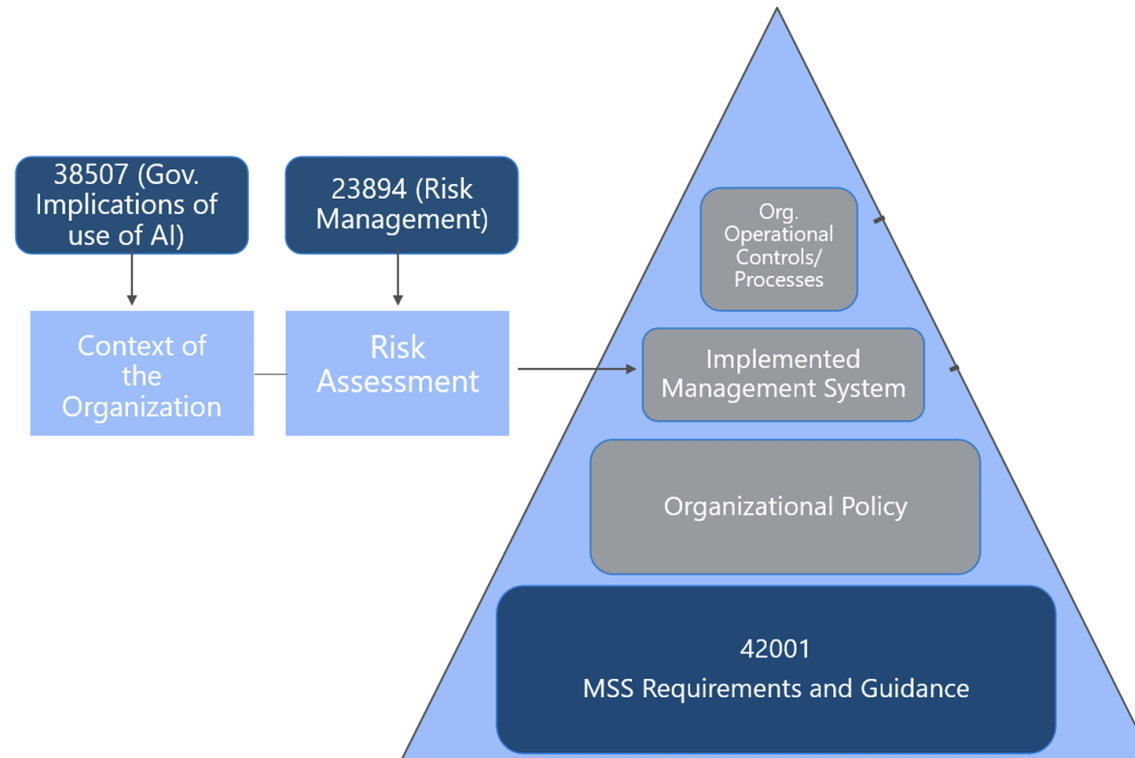 38507 (Gov.
Implications of
use of AI)
23894 (Risk
Management)
Context of
the
Organization
Risk
Assessment
Org.
Operational
Controls/
Processes
Implemented
Management System
Organizational Policy
42001
MSS Requirements and Guidance